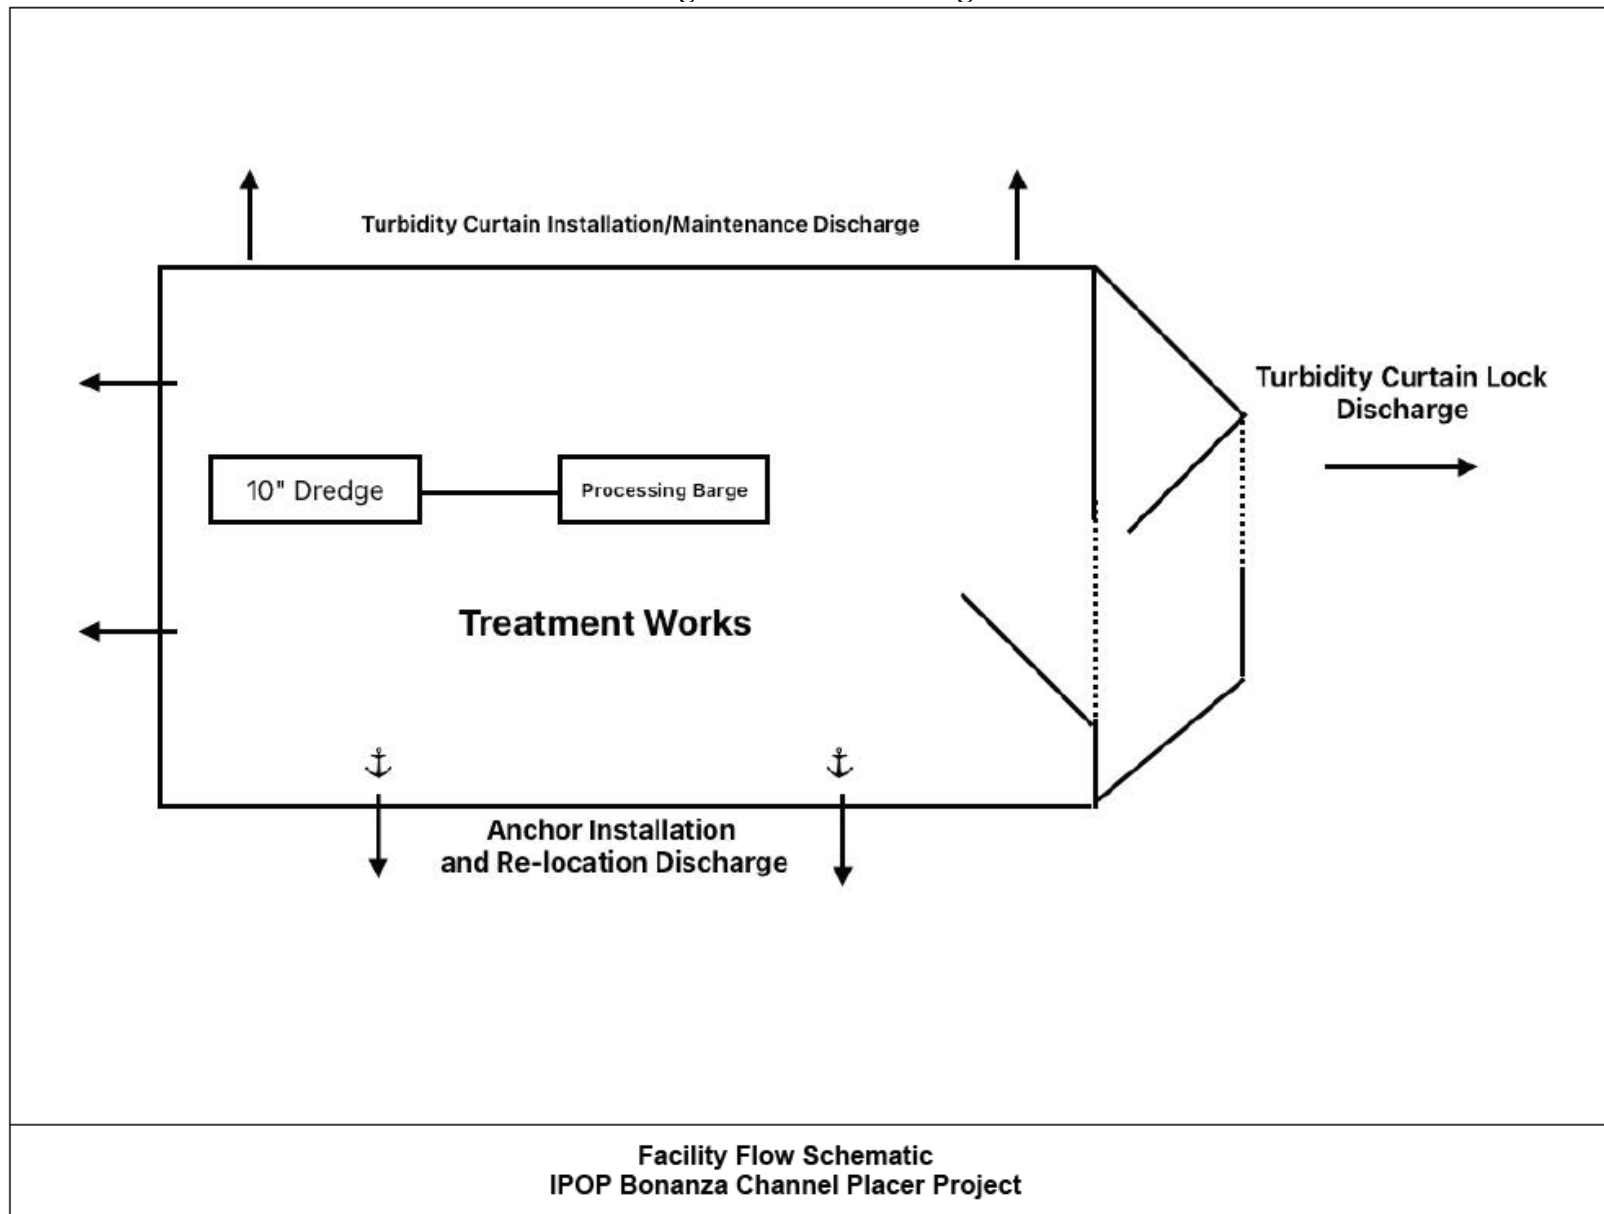 Turbidity Curtain Installation/Maintenance Discharge
Turbidity Curtain Lock
Discharge
10" Dredge
Processing Barge
Treatment Works
Anchor Installation
and Re-location Discharge
Facility Flow Schematic
IPOP Bonanza Channel Placer Project